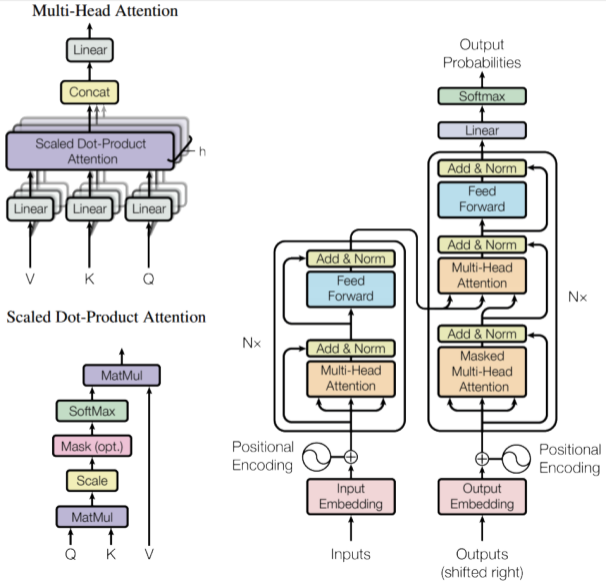 Multi-Head Attention
Linear
Concat
Scaled Dot-Product
Attention
h
Linear
Linear
Linear
V
K
Q
Scaled Dot-Product Attention
MatMul
SoftMax
Mask (opt.)
Scale
MatMul
Q
K
V
Output
Probabilities
Softmax
Linear
Add & Norm
Feed
Forward
Add & Norm
Multi-Head
Attention
Add & Norm
Masked
Multi-Head
Attention
Nx
Add & Norm
Feed
Forward
Add & Norm
Multi-Head
Attention
Nx
Positional
Encoding
Positional
Encoding
Input
Embedding
Output
Embedding
Inputs
Outputs
(shifted right)